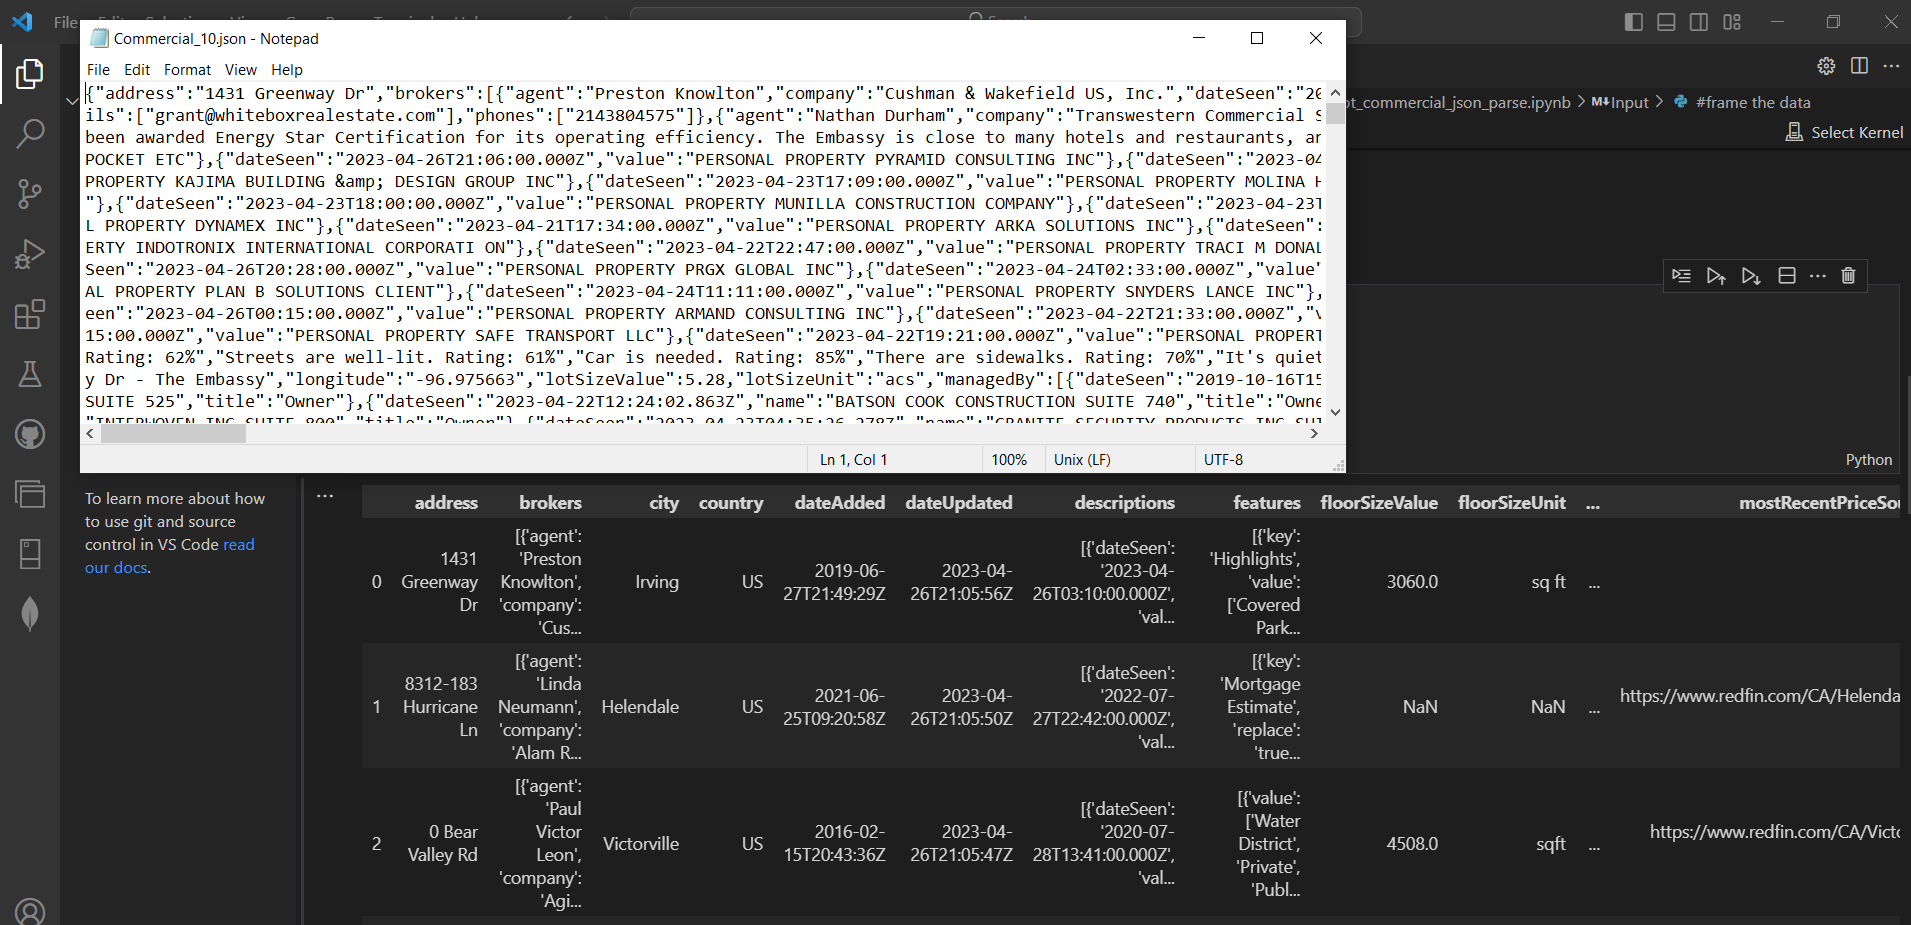 File
Commercial_10.json - Notepad
File Edit Format View Help
{"address":"1431 Greenway Dr","brokers":[{"agent":"Preston Knowlton","company":"Cushman & Wakefield US, Inc.","dateSeen":"20
ils":["grant@whiteboxrealestate.com"],"phones":["2143804575"]},{"agent":"Nathan Durham","company":"Transwestern Commercial S
been awarded Energy Star Certification for its operating efficiency. The Embassy is close to many hotels and restaurants, an
POCKET ETC"},{"dateSeen":"2023-04-26T21:06:00.000Z","value":"PERSONAL PROPERTY PYRAMID CONSULTING INC"},{"dateSeen":"2023-04
PROPERTY KAJIMA BUILDING &amp; DESIGN GROUP INC"},{"dateSeen":"2023-04-23T17:09:00.000Z","value":"PERSONAL PROPERTY MOLINA H
"},{"dateSeen":"2023-04-23T18:00:00.000Z","value":"PERSONAL PROPERTY MUNILLA CONSTRUCTION COMPANY"},{"dateSeen":"2023-04-23T
L PROPERTY DYNAMEX INC"},{"dateSeen":"2023-04-21T17:34:00.000Z","value":"PERSONAL PROPERTY ARKA SOLUTIONS INC"},{"dateSeen":
ERTY INDOTRONIX INTERNATIONAL CORPORATI ON"},{"dateSeen":"2023-04-22T22:47:00.000Z","value":"PERSONAL PROPERTY TRACI M DONAL
Seen":"2023-04-26T20:28:00.000Z","value":"PERSONAL PROPERTY PRGX GLOBAL INC"},{"dateSeen":"2023-04-24T02:33:00.000Z","value"
AL PROPERTY PLAN B SOLUTIONS CLIENT"},{"dateSeen":"2023-04-24T11:11:00.000Z","value":"PERSONAL PROPERTY SNYDERS LANCE INC"},
een":"2023-04-26T00:15:00.000Z","value":"PERSONAL PROPERTY ARMAND CONSULTING INC"},{"dateSeen":"2023-04-22T21:33:00.000Z","v
15:00.000Z","value":"PERSONAL PROPERTY SAFE TRANSPORT LLC"},{"dateSeen":"2023-04-22T19:21:00.000Z","value":"PERSONAL PROPERT
Rating: 62%","Streets are well-lit. Rating: 61%","Car is needed. Rating: 85%","There are sidewalks. Rating: 70%","It's quiet
y Dr - The Embassy","longitude":"-96.975663","lotSizeValue":5.28,"lotSizeUnit":"acs","managedBy":[{"dateSeen":"2019-10-16T15
SUITE 525","title":"Owner"},{"dateSeen":"2023-04-22T12:24:02.863Z","name":"BATSON COOK CONSTRUCTION SUITE 740","title":"Owne
"INTERWOVEN INC SUITE 800","title":"Owner"},{"dateSeen":"2023-04-23T04:35:26.278Z","name":"GRANITE SECURITY PRODUCTS INC SUI
Ln 1, Col 1 100% Unix (LF) UTF-8
pt_commercial_json_parse.ipynb > M↓Input > #frame the data
Select Kernel
Python
To learn more about how
to use git and source
control in VS Code read
our docs.
address brokers city country dateAdded dateUpdated descriptions features floorSizeValue floorSizeUnit ... mostRecentPriceSou
[{'agent':
'Preston
Knowlton',
'company':
'Cus...
0 1431
Greenway
Dr
Irving US 2019-06-
27T21:49:29Z
2023-04-
26T21:05:56Z
[{'dateSeen':
'2023-04-
26T03:10:00.000Z',
'val...
[{'key':
'Highlights',
'value':
['Covered
Park...
3060.0 sq ft ...
1 8312-183
Hurricane
Ln
[{'agent':
'Linda
Neumann',
'company':
'Alam R...
Helendale US 2021-06-
25T09:20:58Z
2023-04-
26T21:05:50Z
[{'dateSeen':
'2022-07-
27T22:42:00.000Z',
'val...
[{'key':
'Mortgage
Estimate',
'replace':
'true...
NaN NaN ... https://www.redfin.com/CA/Helenda
2 0 Bear
Valley Rd
[{'agent':
'Paul
Victor
Leon',
'company':
'Agi...
Victorville US 2016-02-
15T20:43:36Z
2023-04-
26T21:05:47Z
[{'dateSeen':
'2020-07-
28T13:41:00.000Z',
'val...
[{'value':
['Water
District',
'Private',
'Publ...
4508.0 sqft ... https://www.redfin.com/CA/Victo